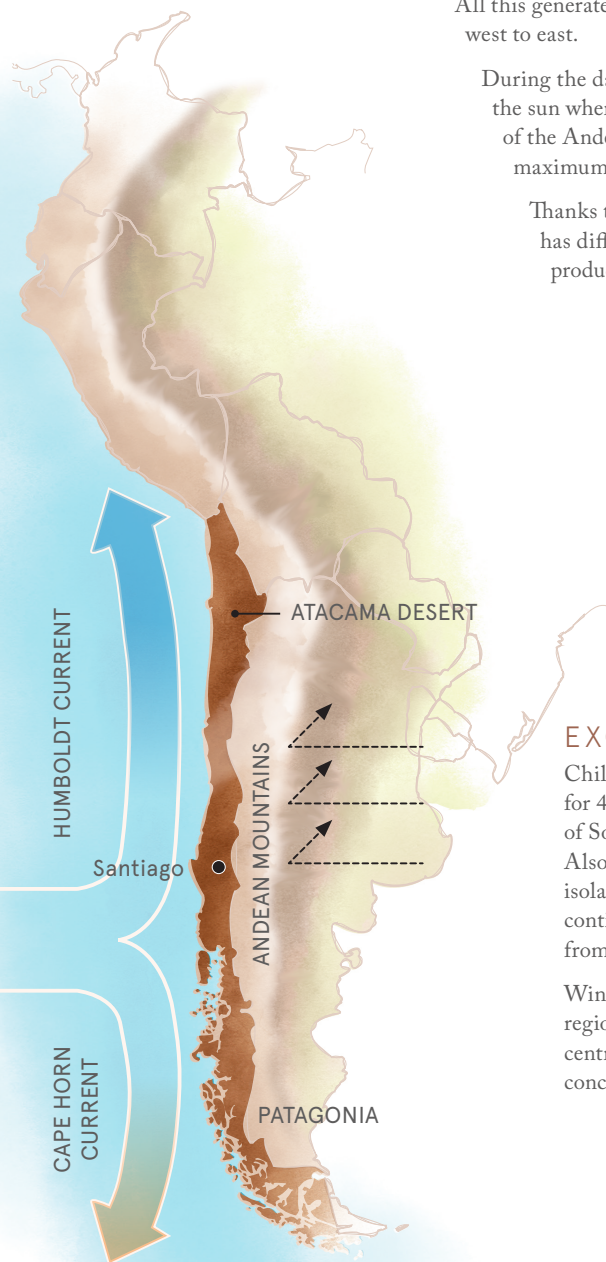 All this generate
west to east.
During the da
the sun when
of the Ande
maximum
Thanks t
has diff
produ
ATACAMA DESERT
HUMBOLDT CURRENT
ANDEAN MOUNTAINS
Santiago
CAPE HORN
CURRENT
PATAGONIA
EXC
Chil
for 4
of So
Also
isola
conti
from
Win
regio
centr
conc